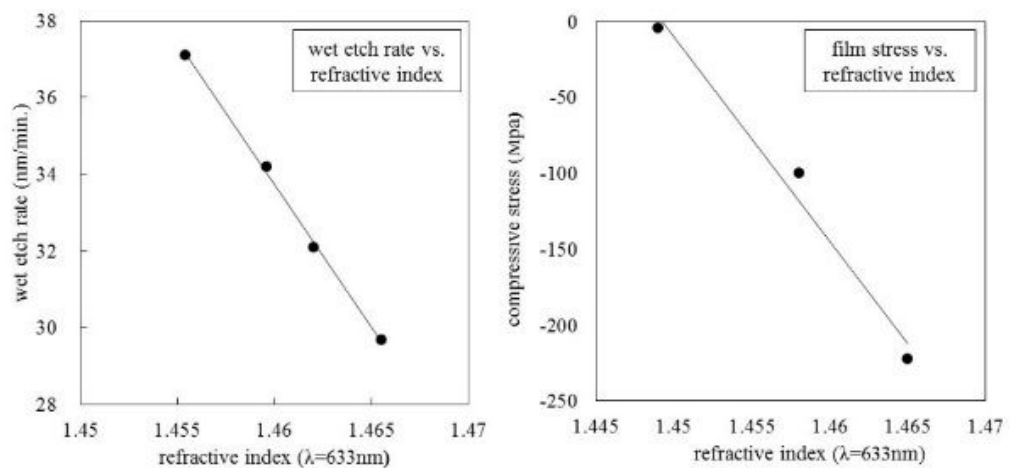 wet etch rate vs.
refractive index
wet etch rate (nm/min.)
38
36
34
32
30
28
1.45
1.455
1.46
1.465
1.47
refractive index (λ=633nm)
film stress vs.
refractive index
compressive stress (Mpa)
0
-50
-100
-150
-200
-250
1.445
1.45
1.455
1.46
1.465
1.47
refractive index (λ=633nm)